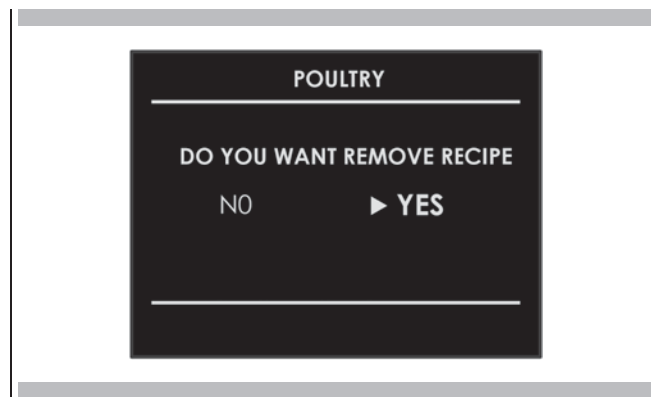 POULTRY
DO YOU WANT REMOVE RECIPE
N0 ▶ YES